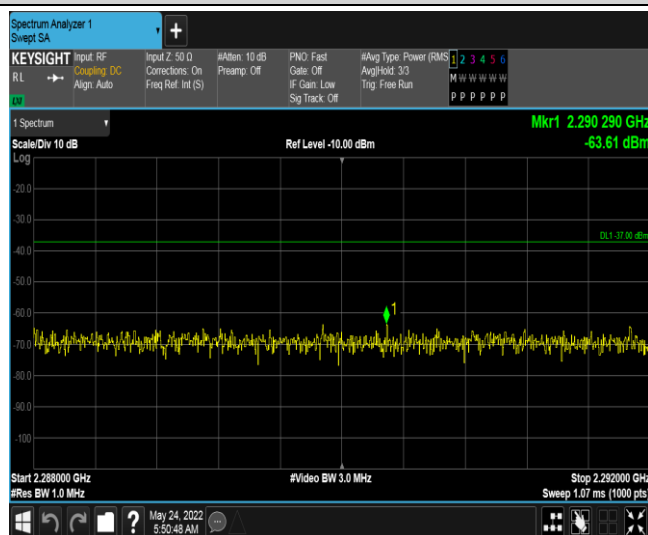 Spectrum Analyzer 1
Swept SA
+
KEYSIGHT Input: RF Input Z: 50 Ω #Atten: 10 dB PNO: Fast #Avg Type: Power (RMS 1 2 3 4 5 6
RL Coupling: DC Corrections: On Preamp: Off Gate: Off Avg|Hold: 3/3 M W W W W W
Align: Auto Freq Ref: Int (S) IF Gain: Low Trig: Free Run
Sig Track: Off P P P P P P
LXI
1 Spectrum Mkr1 2.290 290 GHz
Scale/Div 10 dB Ref Level -10.00 dBm -63.61 dBm
Log
-20.0
-30.0
DL1 -37.00 dBm
-40.0
-50.0
-60.0
1
-70.0
-80.0
-90.0
-100
Start 2.288000 GHz #Video BW 3.0 MHz Stop 2.292000 GHz
#Res BW 1.0 MHz Sweep 1.07 ms (1000 pts)
? May 24, 2022
5:50:48 AM